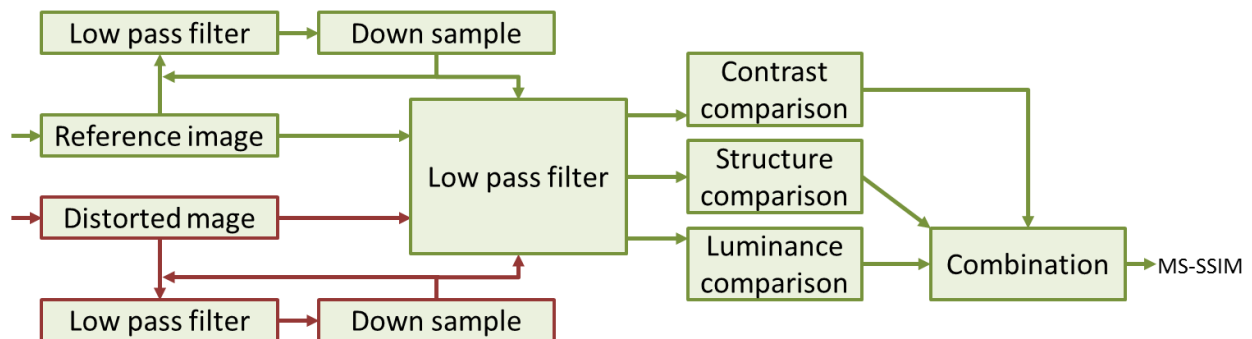 Low pass filter
Down sample
Reference image
Distorted mage
Low pass filter
Down sample
Low pass filter
Contrast
comparison
Structure
comparison
Luminance
comparison
Combination
MS-SSIM